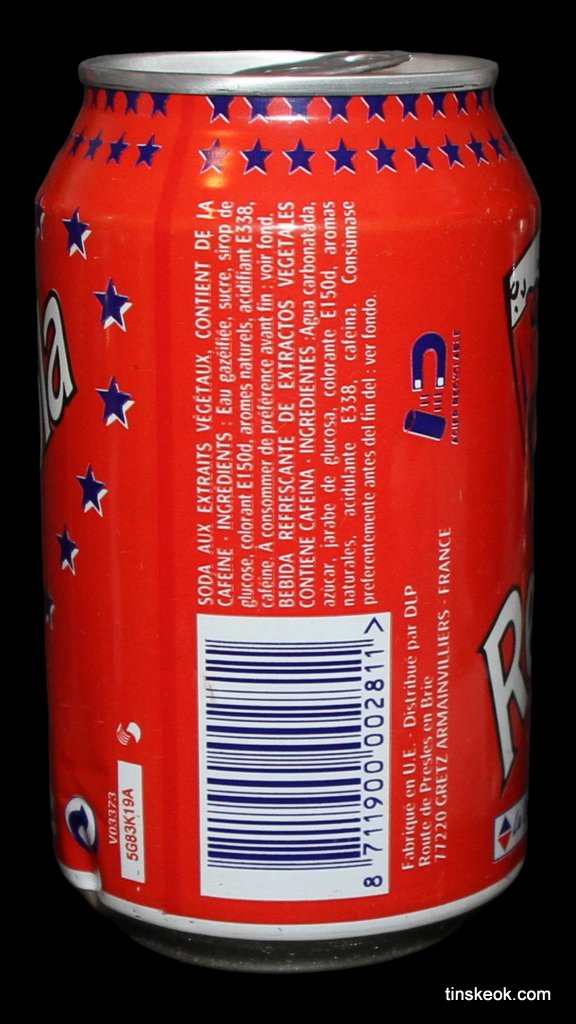 SODA AUX EXTRAITS VÉGÉTAUX, CONTIENT DE LA
CAFÉINE · INGRÉDIENTS : Eau gazéifiée, sucre, sirop de
glucose, colorant E150d, aromes naturels, acidifiant E338,
caféine. À consommer de préférence avant fin : voir fond.
BEBIDA REFRESCANTE DE EXTRACTOS VEGETALES
CONTIENE CAFEINA · INGREDIENTES : Agua carbonatada,
azúcar, jarabe de glucosa, colorante E150d, aromas
naturales, acidulante E338, cafeína. Consumase
preferentemente antes del fin del : ver fondo.
8 711900 002811 >
Fabriqué en U.E. · Distribué par DLP
Route de Presles en Brie
77220 GRETZ ARMAINVILLIERS · FRANCE
V03373
5G83K19A
a
R
tinskeok.com